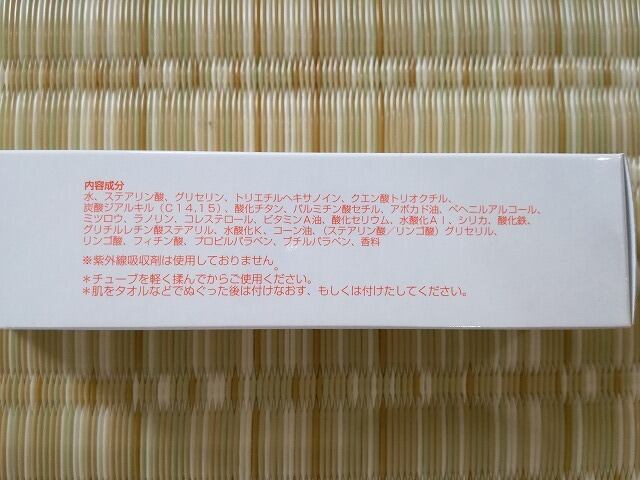 内容成分
水、ステアリン酸、グリセリン、トリエチルヘキサノイン、クエン酸トリオクチル、
炭酸ジアルキル（Ｃ１４,１５）、酸化チタン、パルミチン酸セチル、アボカド油、ベヘニルアルコール、
ミツロウ、ラノリン、コレステロール、ビタミンＡ油、酸化セリウム、水酸化Ａｌ、シリカ、酸化鉄、
グリチルレチン酸ステアリル、水酸化Ｋ、コーン油、（ステアリン酸／リンゴ酸）グリセリル、
リンゴ酸、フィチン酸、プロピルパラベン、ブチルパラベン、香料
※紫外線吸収剤は使用しておりません。
＊チューブを軽く揉んでからご使用ください。
＊肌をタオルなどでぬぐった後は付けなおす、もしくは付けたしてください。